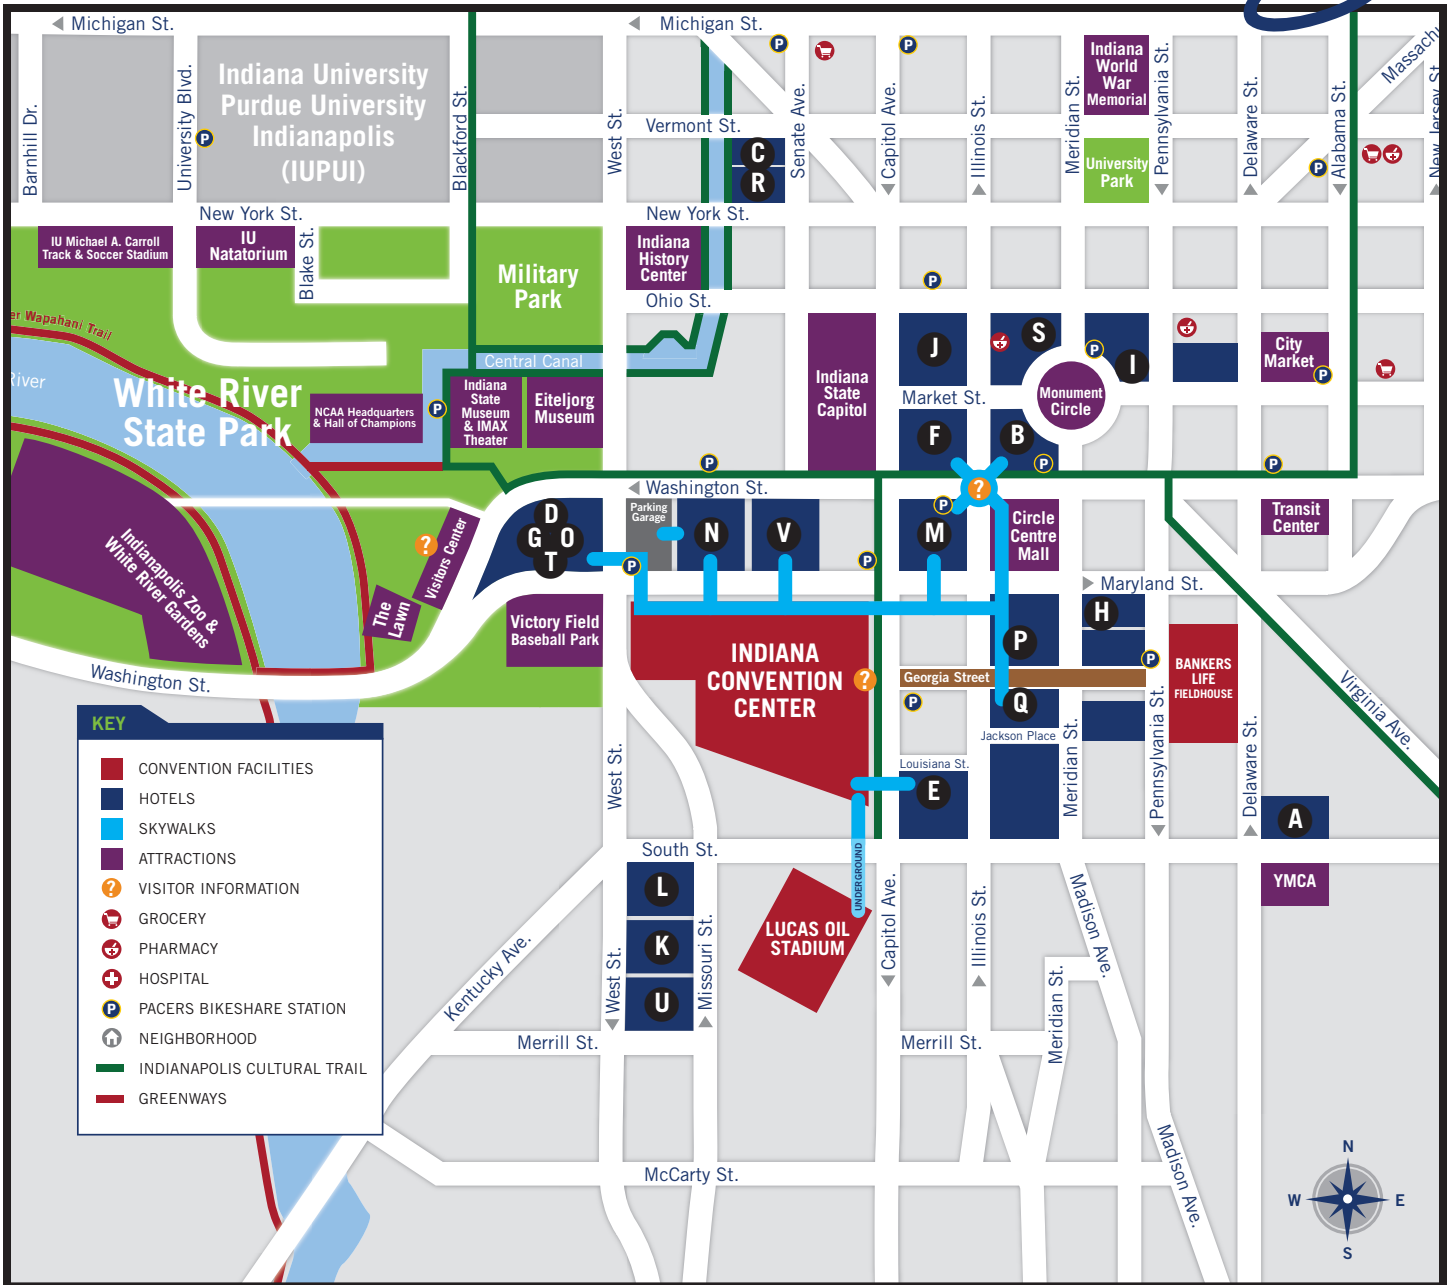 Michigan St.
Michigan St.
Barnhill Dr.
University Blvd.
Indiana University
Purdue University
Indianapolis
(IUPUI)
P
Blackford St.
West St.
Vermont St.
P
Senate Ave.
C
R
Capitol Ave.
P
Illinois St.
Meridian St.
Indiana
World
War
Memorial
University
Park
Pennsylvania St.
Delaware St.
Alabama St.
P
New Jersey St.
New York St.
New York St.
IU Michael A. Carroll
Track & Soccer Stadium
IU
Natatorium
Blake St.
Military
Park
Indiana
History
Center
Ohio St.
P
Wapahani Trail
River
White River
State Park
Central Canal
NCAA Headquarters
& Hall of Champions
P
Indiana
State
Museum
& IMAX
Theater
Eiteljorg
Museum
Indiana
State
Capitol
J
S
P
I
Market St.
Monument
Circle
City
Market
P
F
B
P
P
P
Washington St.
?
Indianapolis Zoo &
White River Gardens
?
Visitors Center
The
Lawn
D
G
O
T
Parking
Garage
P
N
V
P
P
M
Circle
Centre
Mall
Transit
Center
Maryland St.
Victory Field
Baseball Park
INDIANA
CONVENTION
CENTER
?
P
H
P
Georgia Street
P
Q
Jackson Place
BANKERS
LIFE
FIELDHOUSE
Virginia Ave.
Washington St.
West St.
Louisiana St.
E
Meridian St.
Pennsylvania St.
Delaware St.
A
YMCA
South St.
L
K
U
West St.
Missouri St.
Kentucky Ave.
UNDERGROUND
LUCAS OIL
STADIUM
Capitol Ave.
Illinois St.
Madison Ave.
Meridian St.
Merrill St.
Merrill St.
McCarty St.
Madison Ave.
KEY
CONVENTION FACILITIES
HOTELS
SKYWALKS
ATTRACTIONS
? VISITOR INFORMATION
GROCERY
PHARMACY
HOSPITAL
P PACERS BIKESHARE STATION
NEIGHBORHOOD
INDIANAPOLIS CULTURAL TRAIL
GREENWAYS
N
W
E
S